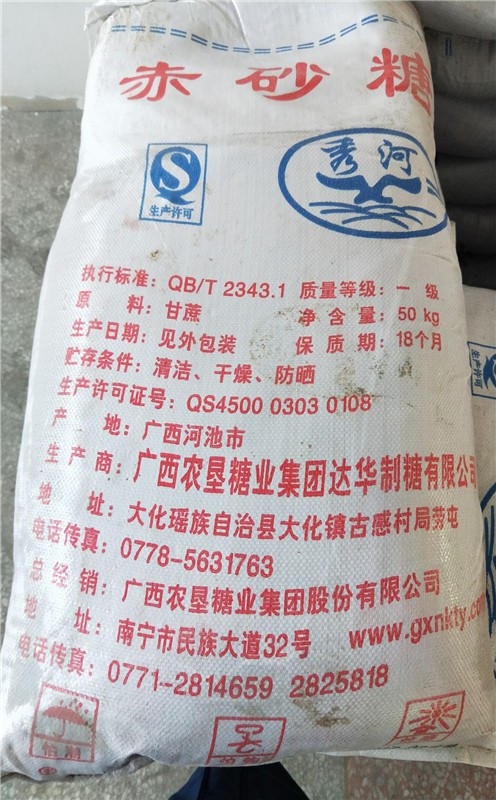 赤砂糖
秀河
生产许可
执行标准：QB/T 2343.1 质量等级：一级
原料：甘蔗 净含量：50 kg
生产日期：见外包装 保质期：18个月
贮存条件：清洁、干燥、防晒
生产许可证号：QS4500 0303 0108
产地：广西河池市
生产商：广西农垦糖业集团达华制糖有限公司
地址：大化瑶族自治县大化镇古感村局劳屯
电话传真：0778-5631763
总经销：广西农垦糖业集团股份有限公司
地址：南宁市民族大道32号 www.gxnkty.com
电话传真：0771-2814659 2825818
怕潮